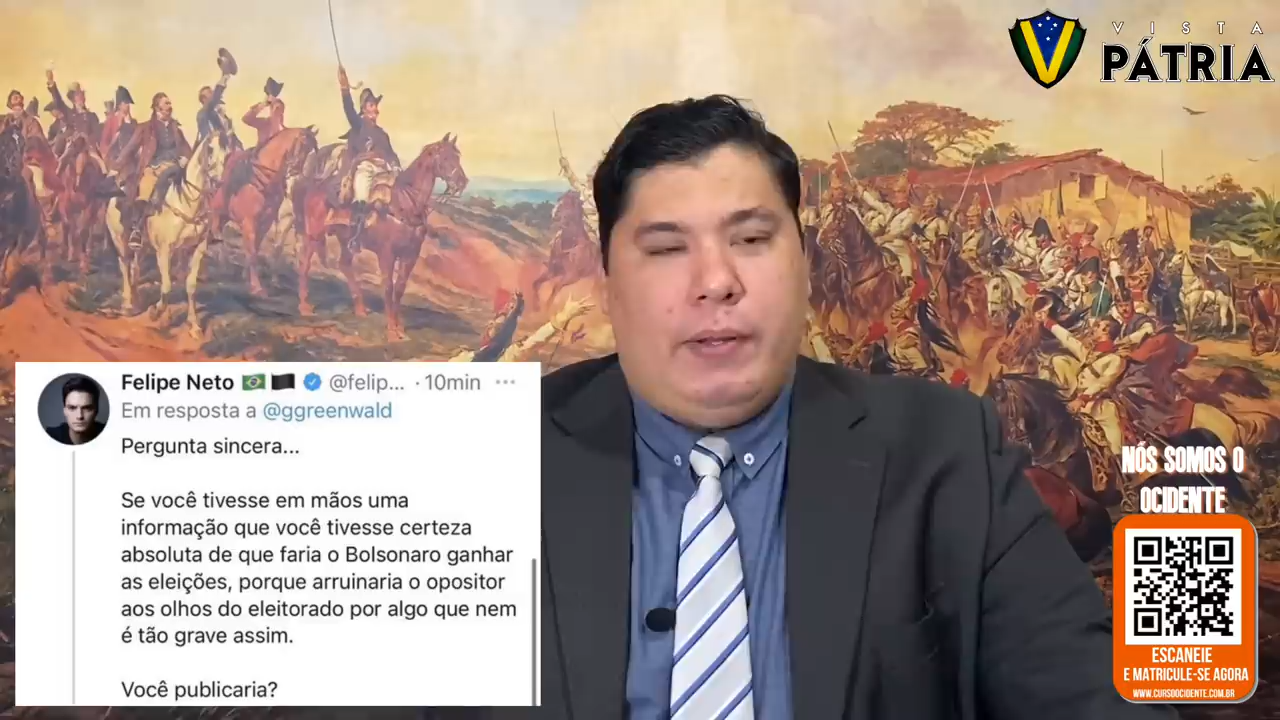 VISTA
PÁTRIA
Felipe Neto 🇧🇷🏴 @felip... · 10min ...
Em resposta a @ggreenwald
Pergunta sincera...
Se você tivesse em mãos uma
informação que você tivesse certeza
absoluta de que faria o Bolsonaro ganhar
as eleições, porque arruinaria o opositor
aos olhos do eleitorado por algo que nem
é tão grave assim.
Você publicaria?
NÓS SOMOS O
OCIDENTE
ESCANEIE
E MATRICULE-SE AGORA
WWW.CURSOOCIDENTE.COM.BR